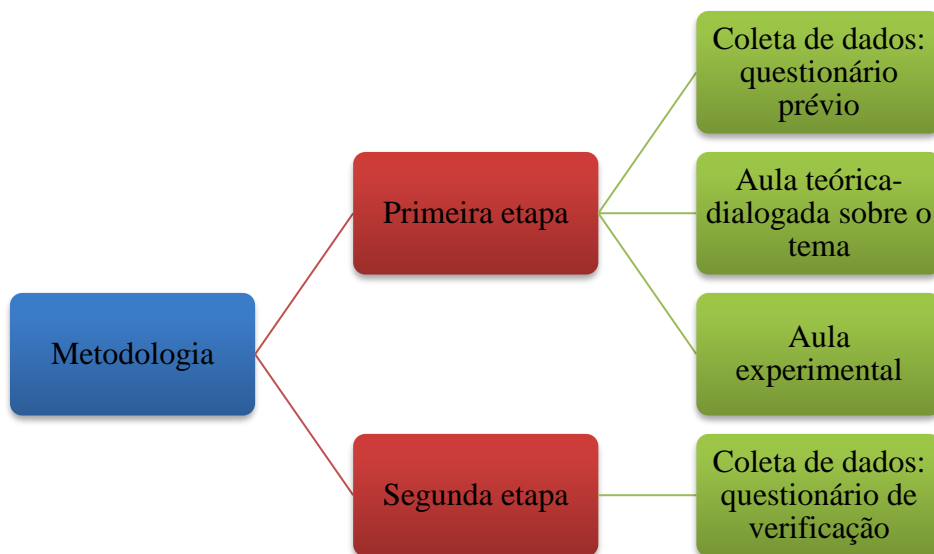 Coleta de dados:
questionário
prévio
Aula teórica-
dialogada sobre o
tema
Primeira etapa
Aula
experimental
Metodologia
Coleta de dados:
questionário de
verificação
Segunda etapa